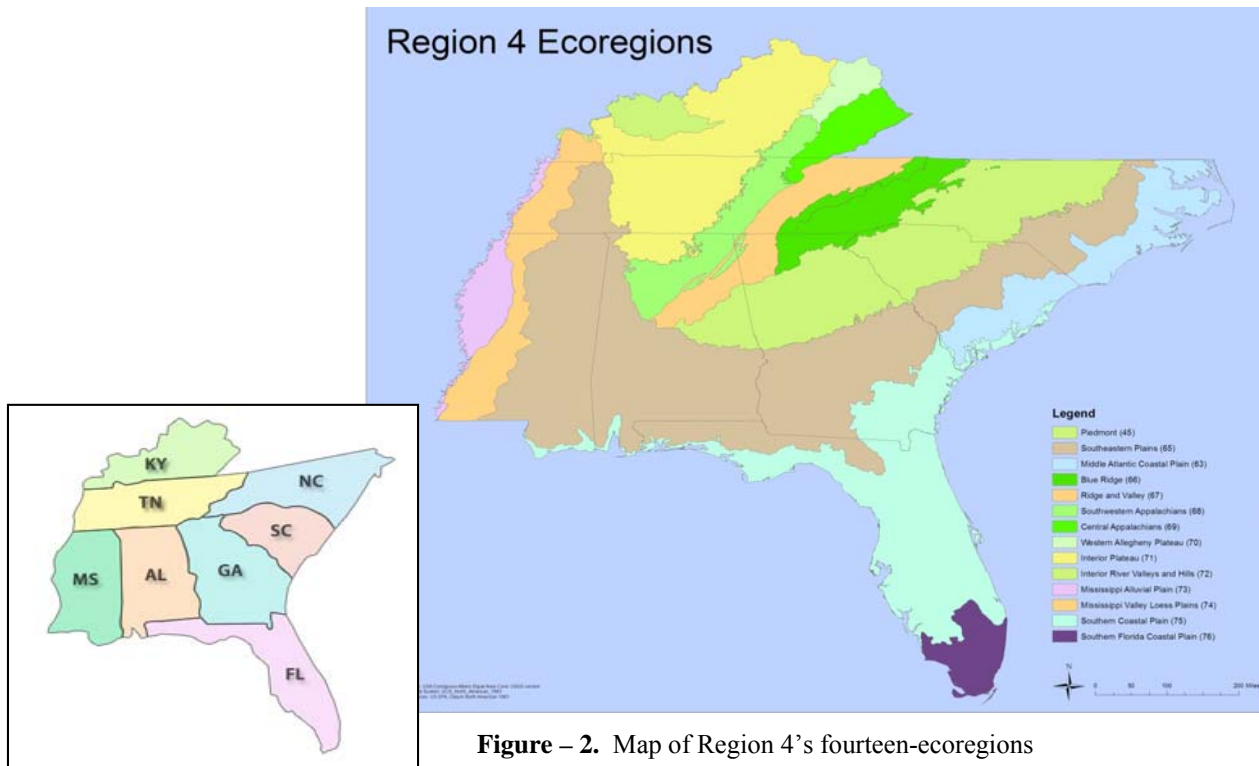 Region 4 Ecoregions
Legend
Piedmont (45)
Southeastern Plains (65)
Middle Atlantic Coastal Plain (63)
Blue Ridge (66)
Ridge and Valley (67)
Southwestern Appalachians (68)
Central Appalachians (69)
Western Allegheny Plateau (70)
Interior Plateau (71)
Interior River Valleys and Hills (72)
Mississippi Alluvial Plain (73)
Mississippi Valley Loess Plains (74)
Southern Coastal Plain (75)
Southern Florida Coastal Plain (76)
N
0 50 100 200 Miles
KY
NC
TN
SC
MS
AL
GA
FL
Figure – 2. Map of Region 4’s fourteen-ecoregions